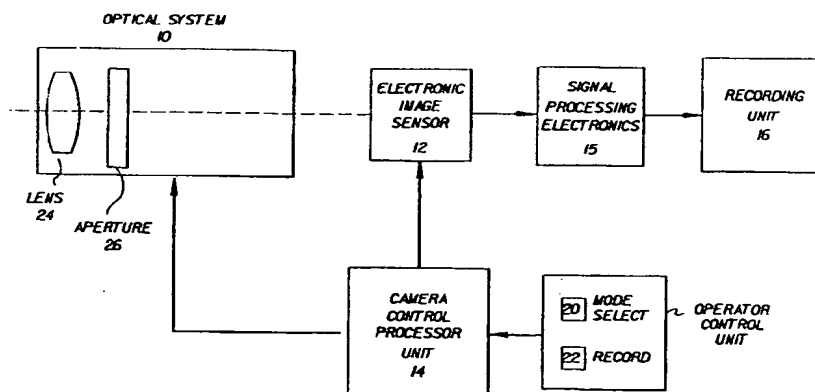 OPTICAL SYSTEM
10
LENS
24
APERTURE
26
ELECTRONIC
IMAGE
SENSOR
12
SIGNAL
PROCESSING
ELECTRONICS
15
RECORDING
UNIT
16
CAMERA
CONTROL
PROCESSOR
UNIT
14
20 MODE
SELECT
22 RECORD
OPERATOR
CONTROL
UNIT